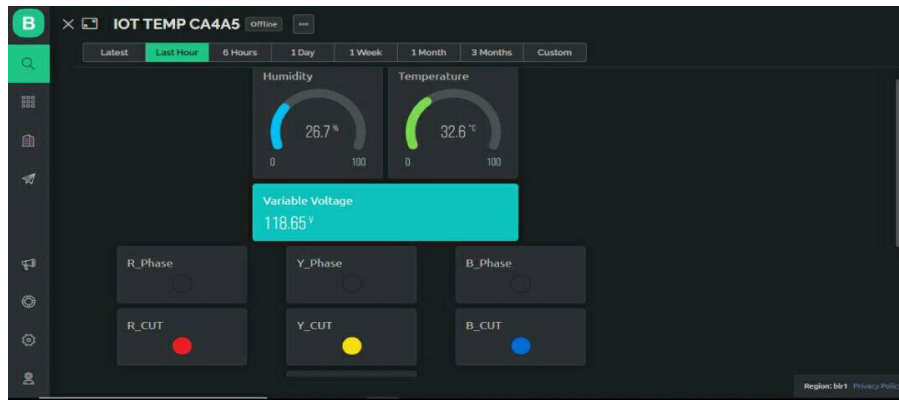 B
IOT TEMP CA4A5 Offline
Latest Last Hour 6 Hours 1 Day 1 Week 1 Month 3 Months Custom
Humidity Temperature
26.7 % 32.6 °C
0 100 0 100
Variable Voltage
118.65 V
R_Phase Y_Phase B_Phase
R_CUT Y_CUT B_CUT
Region: blr1 Privacy Polic